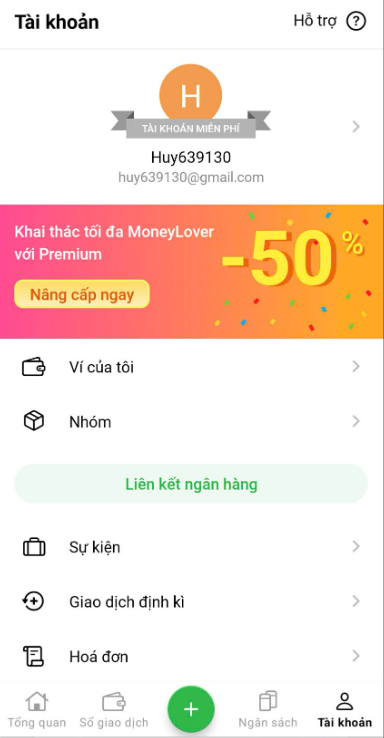 Tài khoản
Hỗ trợ ?
H
TÀI KHOẢN MIỄN PHÍ
Huy639130
huy639130@gmail.com
Khai thác tối đa MoneyLover
với Premium
-50%
Nâng cấp ngay
Ví của tôi
Nhóm
Liên kết ngân hàng
Sự kiện
Giao dịch định kì
Hoá đơn
Tổng quan
Sổ giao dịch
Ngân sách
Tài khoản